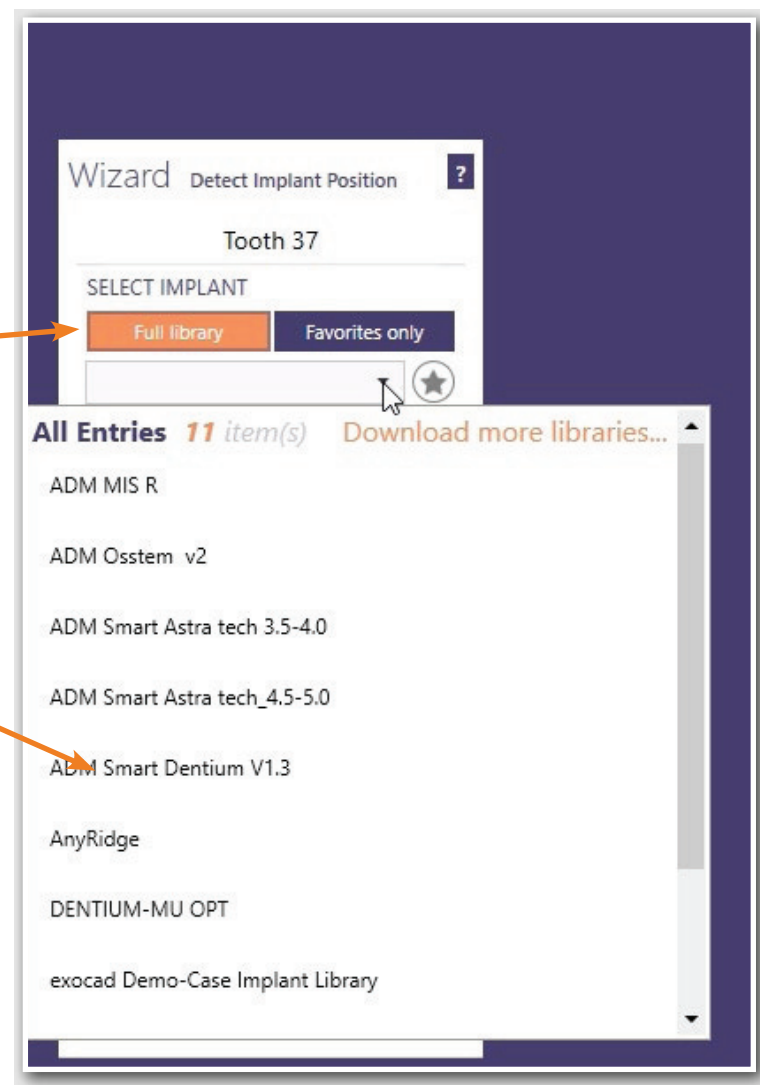 Wizard Detect Implant Position ?
Tooth 37
SELECT IMPLANT
Full library Favorites only
All Entries 11 item(s) Download more libraries...
ADM MIS R
ADM Osstem v2
ADM Smart Astra tech 3.5-4.0
ADM Smart Astra tech_4.5-5.0
ADM Smart Dentium V1.3
AnyRidge
DENTIUM-MU OPT
exocad Demo-Case Implant Library